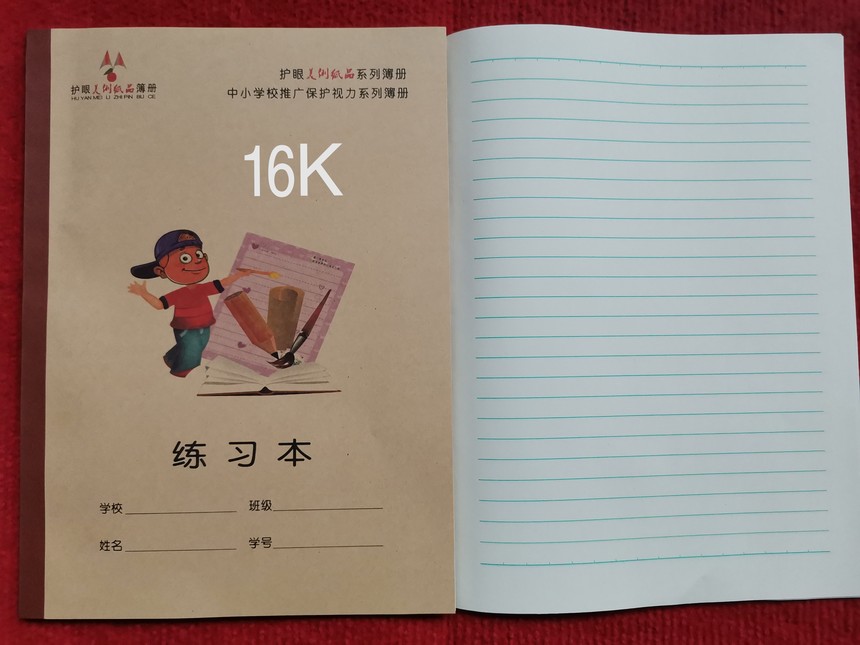 护眼美俐纸品簿册
HU YAN MEI LI ZHI PIN BU CE
护眼美俐纸品系列簿册
中小学校推广保护视力系列簿册
16K
练习本
学校 班级
姓名 学号